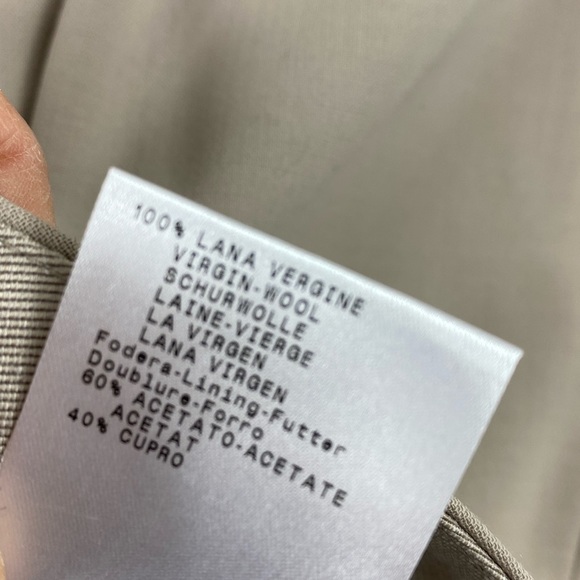 100% LANA VERGINE
VIRGIN-WOOL
SCHURWOLLE
LAINE-VIERGE
LA VIRGEN
LANA VIRGEN
Fodera-Lining-Futter
Doublure-Forro
60% ACETATO-ACETATE
ACETAT
40% CUPRO